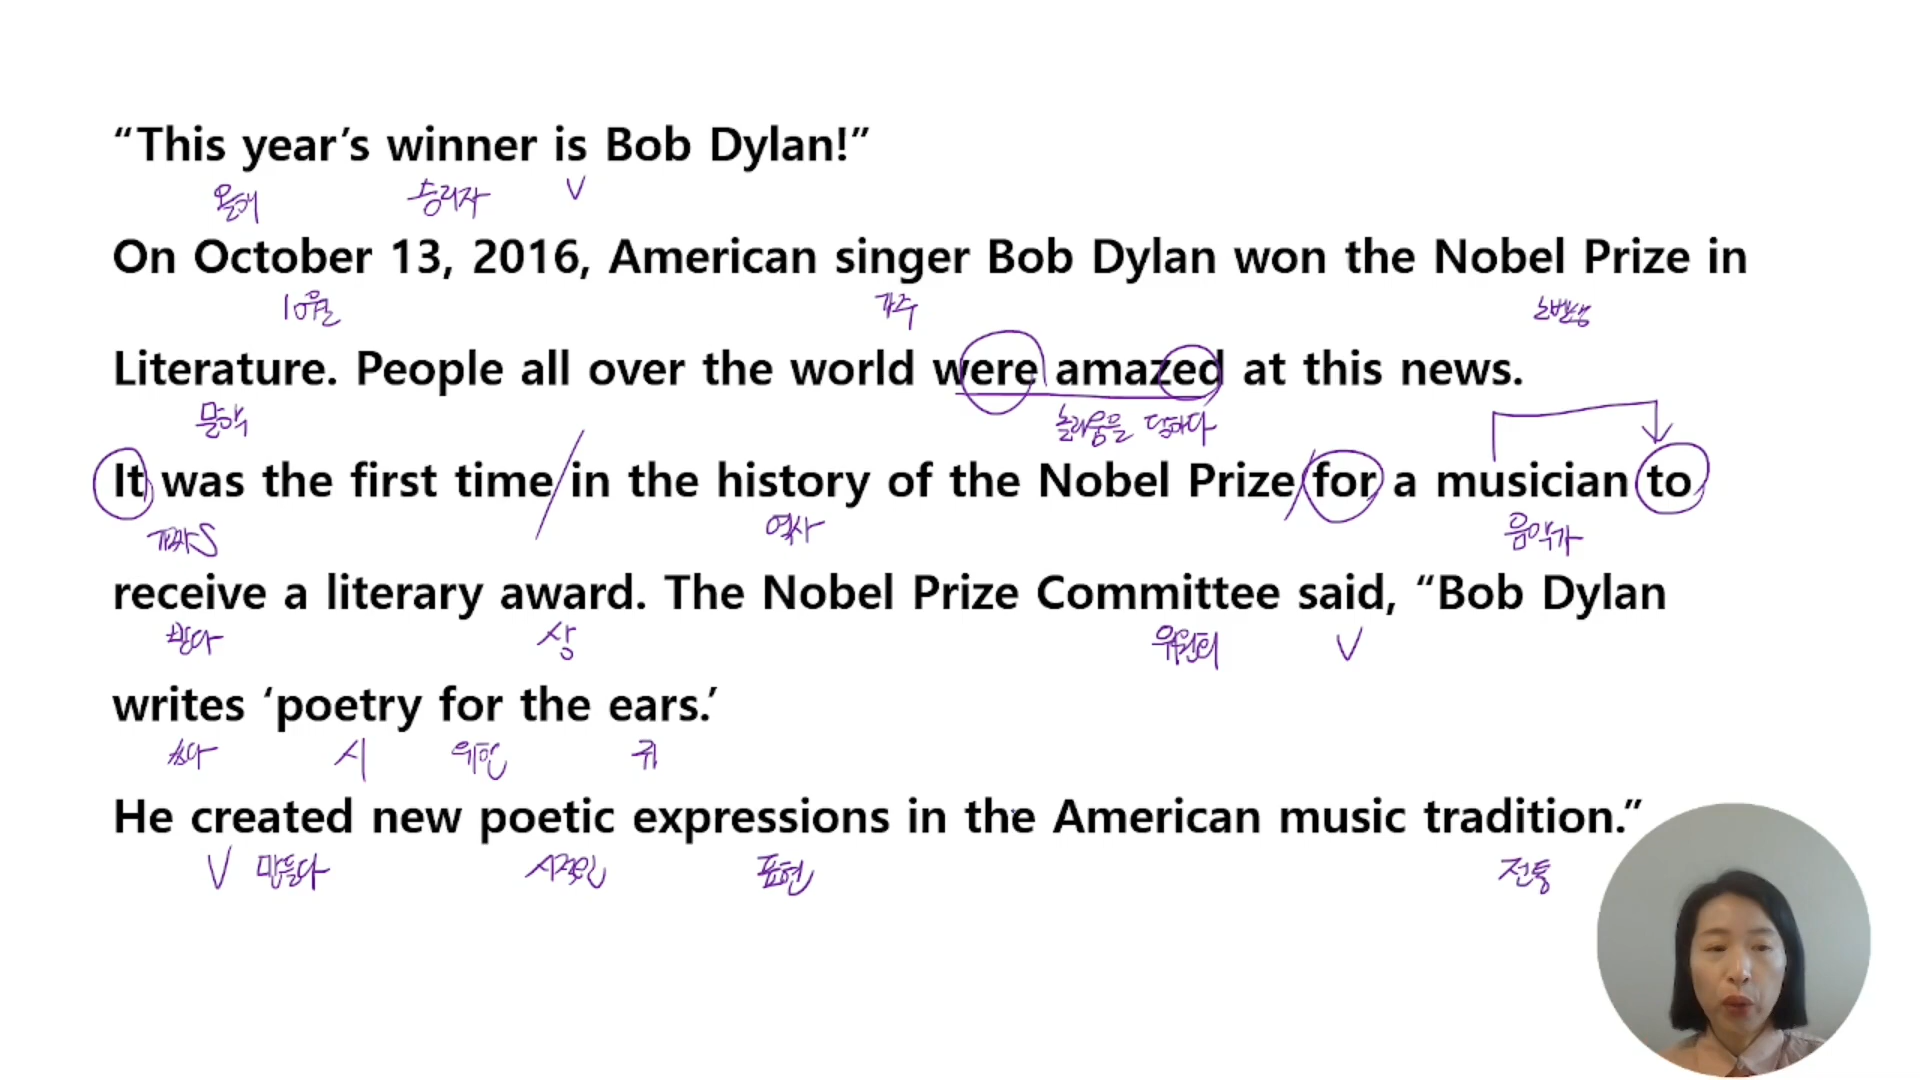 “This year’s winner is Bob Dylan!”
올해 승리자 V
On October 13, 2016, American singer Bob Dylan won the Nobel Prize in
10월 가수 노벨상
Literature. People all over the world were amazed at this news.
문학 놀라움을 당하다
It was the first time / in the history of the Nobel Prize / for a musician to
가짜S 역사 음악가
receive a literary award. The Nobel Prize Committee said, “Bob Dylan
받다 상 위원회 V
writes ‘poetry for the ears.’
쓰다 시 위한 귀
He created new poetic expressions in the American music tradition.”
V 만들다 시적인 표현 전통